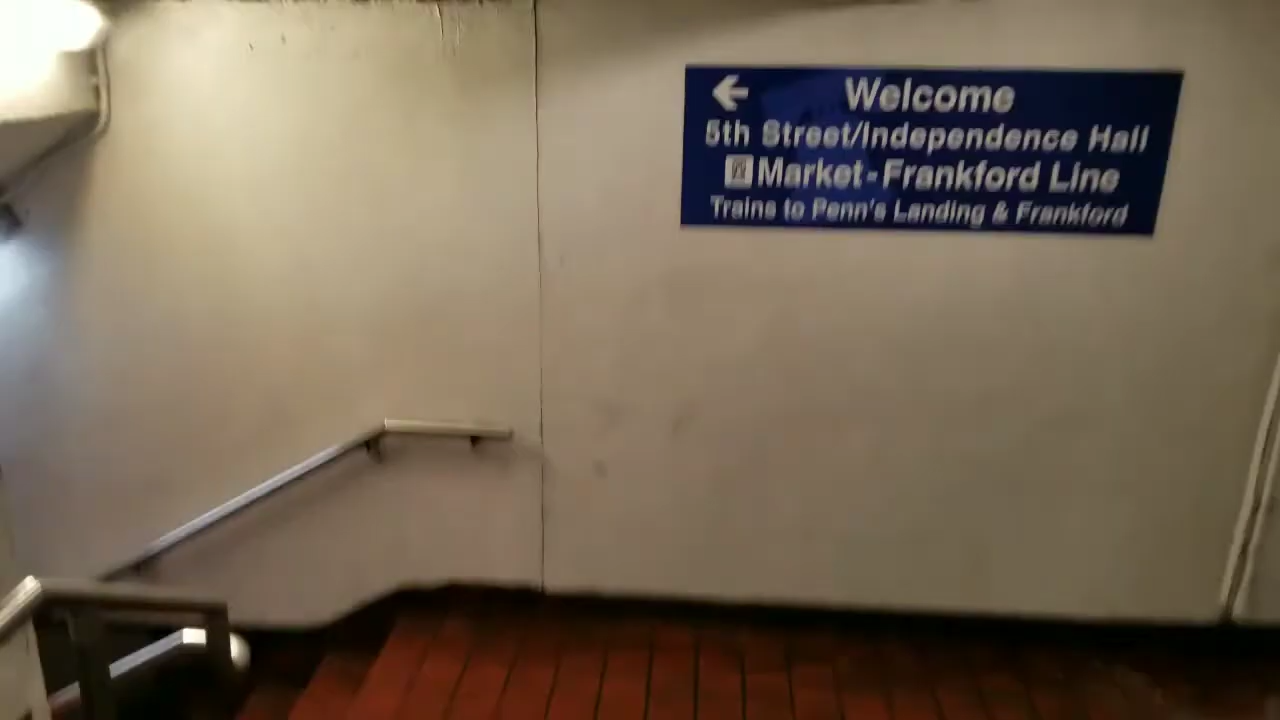 Welcome
5th Street/Independence Hall
Market-Frankford Line
Trains to Penn's Landing & Frankford